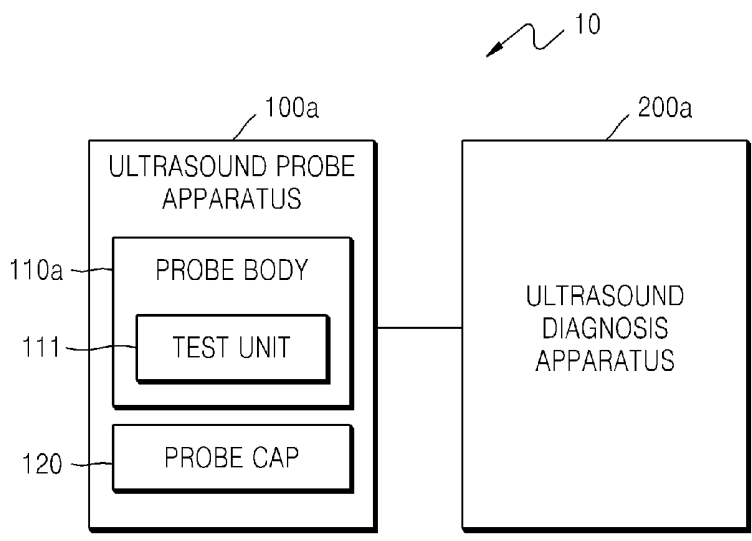 10
100a
200a
ULTRASOUND PROBE
APPARATUS
110a
PROBE BODY
111
TEST UNIT
120
PROBE CAP
ULTRASOUND
DIAGNOSIS
APPARATUS